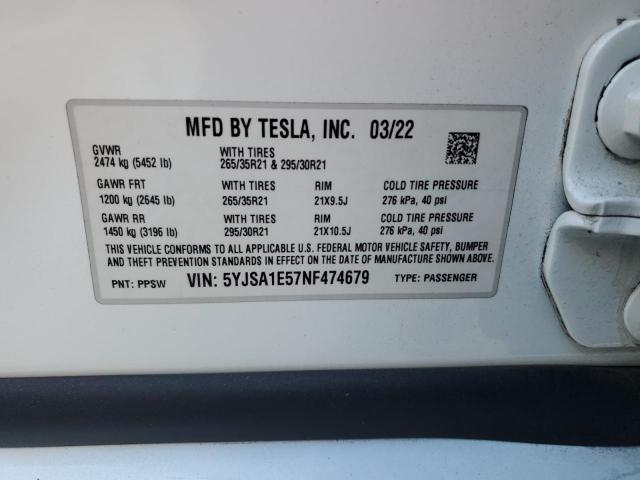 MFD BY TESLA, INC. 03/22
GVWR WITH TIRES
2474 kg (5452 lb) 265/35R21 & 295/30R21
GAWR FRT WITH TIRES RIM COLD TIRE PRESSURE
1200 kg (2645 lb) 265/35R21 21X9.5J 276 kPa, 40 psi
GAWR RR WITH TIRES RIM COLD TIRE PRESSURE
1450 kg (3196 lb) 295/30R21 21X10.5J 276 kPa, 40 psi
THIS VEHICLE CONFORMS TO ALL APPLICABLE U.S. FEDERAL MOTOR VEHICLE SAFETY, BUMPER
AND THEFT PREVENTION STANDARDS IN EFFECT ON THE DATE OF MANUFACTURE SHOWN ABOVE.
PNT: PPSW VIN: 5YJSA1E57NF474679 TYPE: PASSENGER